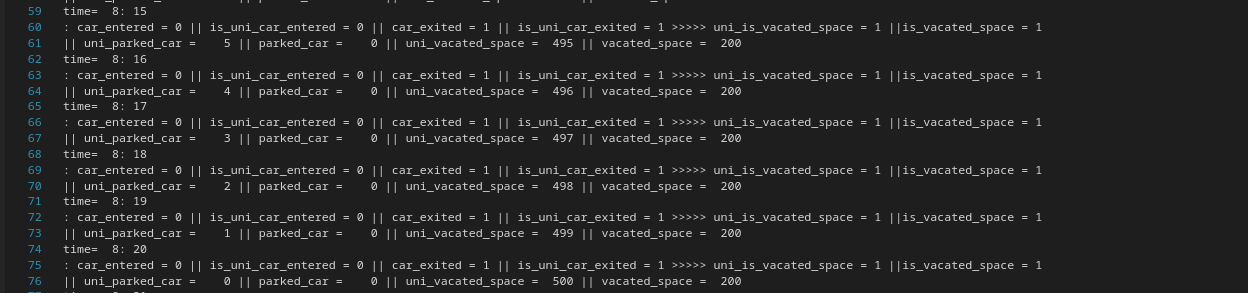 59 time=  8: 15
60 : car_entered = 0 || is_uni_car_entered = 0 || car_exited = 1 || is_uni_car_exited = 1 >>>>> uni_is_vacated_space = 1 ||is_vacated_space = 1
61 || uni_parked_car =    5 || parked_car =    0 || uni_vacated_space =  495 || vacated_space =  200
62 time=  8: 16
63 : car_entered = 0 || is_uni_car_entered = 0 || car_exited = 1 || is_uni_car_exited = 1 >>>>> uni_is_vacated_space = 1 ||is_vacated_space = 1
64 || uni_parked_car =    4 || parked_car =    0 || uni_vacated_space =  496 || vacated_space =  200
65 time=  8: 17
66 : car_entered = 0 || is_uni_car_entered = 0 || car_exited = 1 || is_uni_car_exited = 1 >>>>> uni_is_vacated_space = 1 ||is_vacated_space = 1
67 || uni_parked_car =    3 || parked_car =    0 || uni_vacated_space =  497 || vacated_space =  200
68 time=  8: 18
69 : car_entered = 0 || is_uni_car_entered = 0 || car_exited = 1 || is_uni_car_exited = 1 >>>>> uni_is_vacated_space = 1 ||is_vacated_space = 1
70 || uni_parked_car =    2 || parked_car =    0 || uni_vacated_space =  498 || vacated_space =  200
71 time=  8: 19
72 : car_entered = 0 || is_uni_car_entered = 0 || car_exited = 1 || is_uni_car_exited = 1 >>>>> uni_is_vacated_space = 1 ||is_vacated_space = 1
73 || uni_parked_car =    1 || parked_car =    0 || uni_vacated_space =  499 || vacated_space =  200
74 time=  8: 20
75 : car_entered = 0 || is_uni_car_entered = 0 || car_exited = 1 || is_uni_car_exited = 1 >>>>> uni_is_vacated_space = 1 ||is_vacated_space = 1
76 || uni_parked_car =    0 || parked_car =    0 || uni_vacated_space =  500 || vacated_space =  200